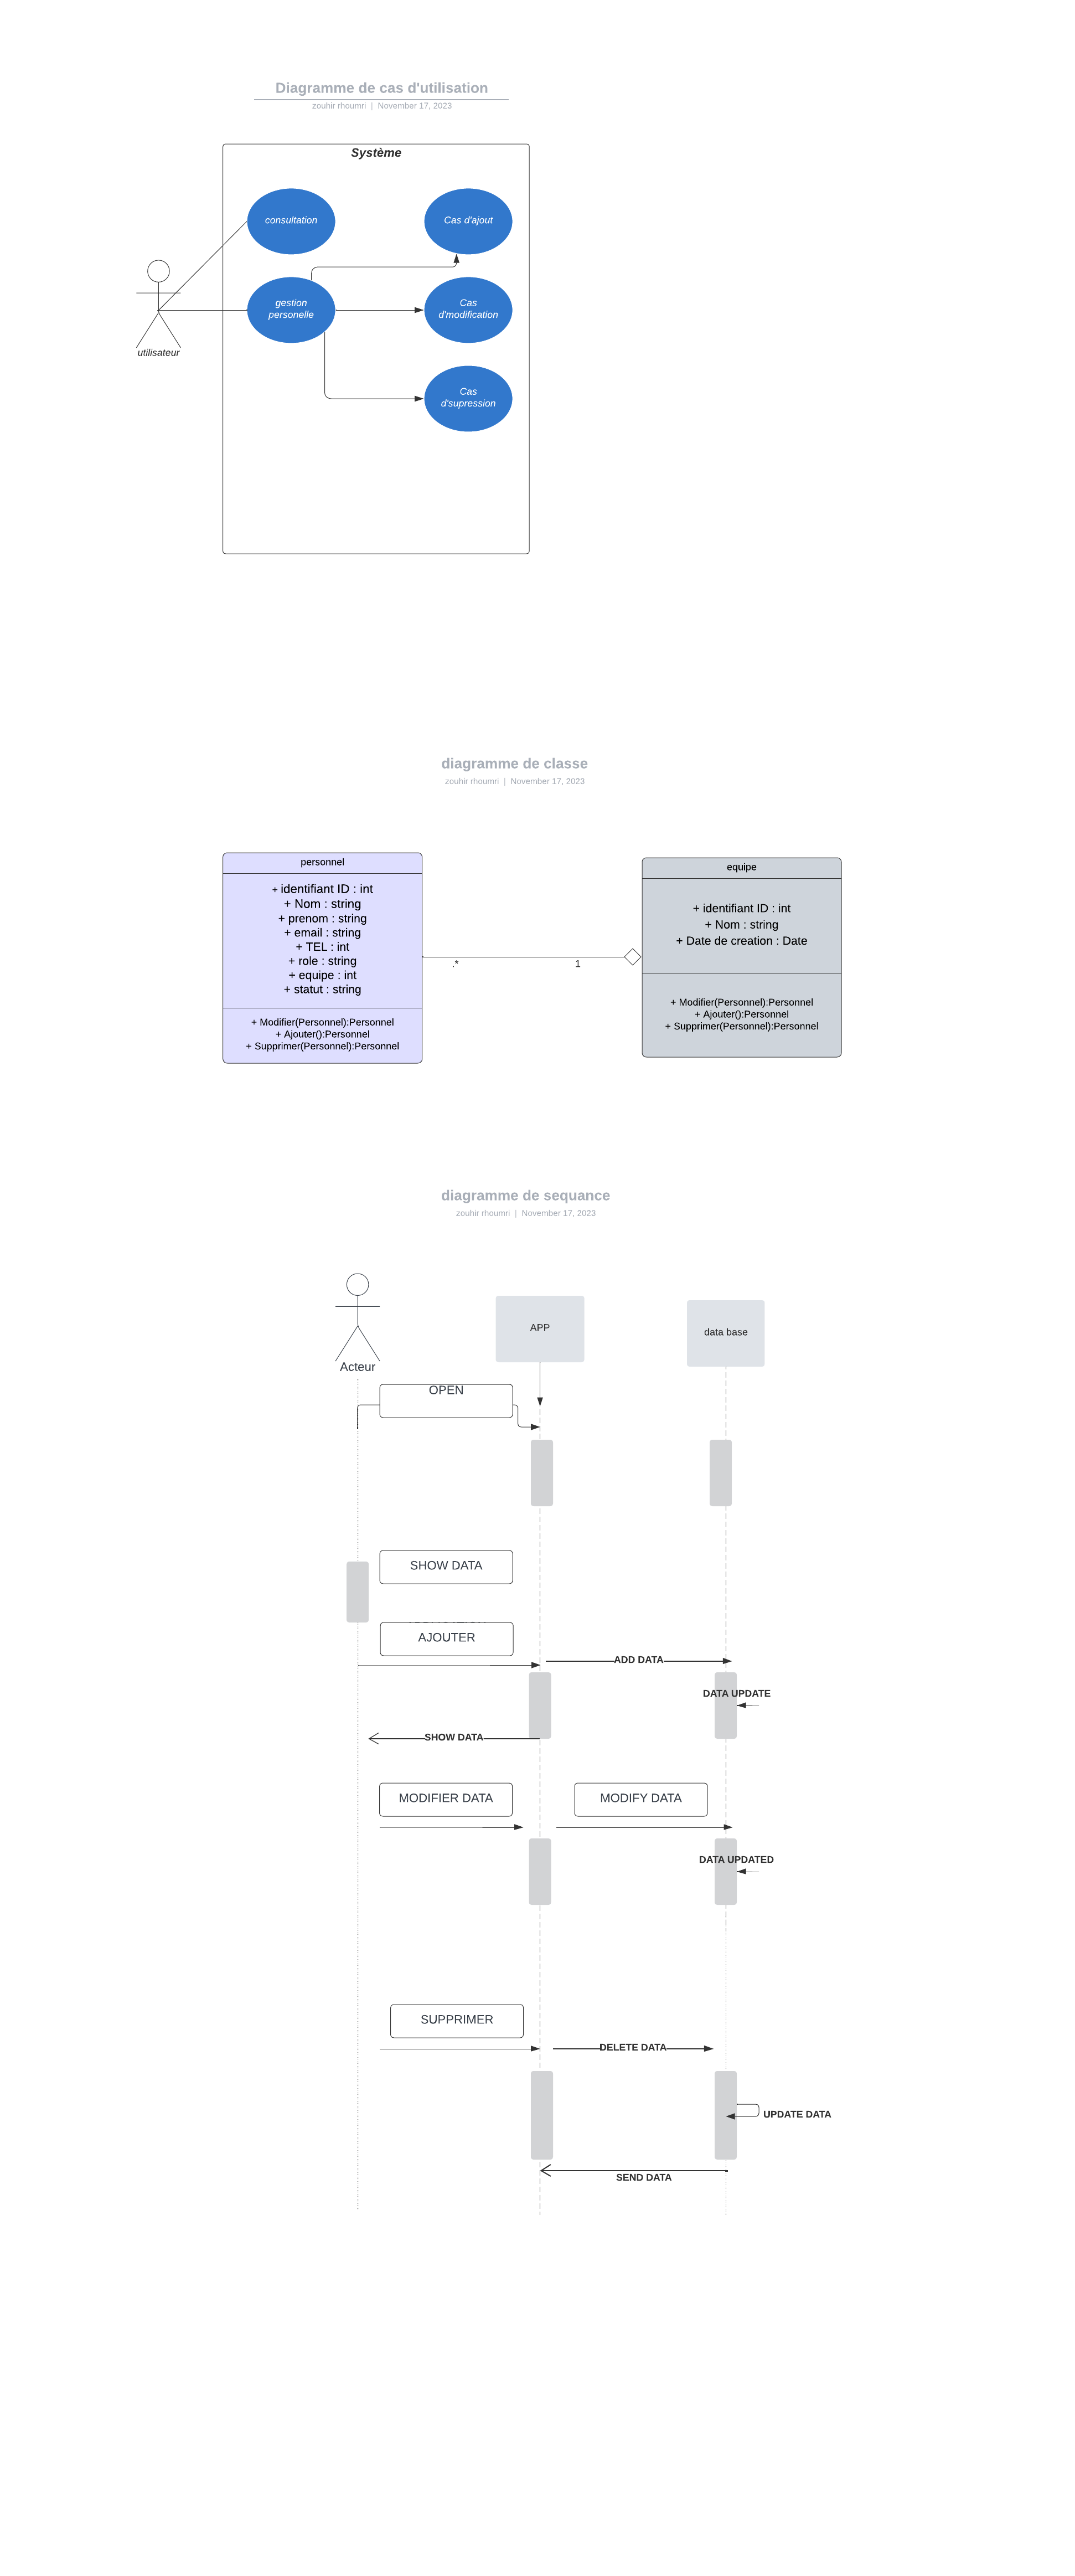 Diagramme de cas d'utilisation
zouhir rhoumri | November 17, 2023
Système
consultation
Cas d'ajout
gestion
personelle
Cas
d'modification
utilisateur
Cas
d'supression
diagramme de classe
zouhir rhoumri | November 17, 2023
personnel
+ identifiant ID : int
+ Nom : string
+ prenom : string
+ email : string
+ TEL : int
+ role : string
+ equipe : int
+ statut : string
+ Modifier(Personnel):Personnel
+ Ajouter():Personnel
+ Supprimer(Personnel):Personnel
.*
1
equipe
+ identifiant ID : int
+ Nom : string
+ Date de creation : Date
+ Modifier(Personnel):Personnel
+ Ajouter():Personnel
+ Supprimer(Personnel):Personnel
diagramme de sequance
zouhir rhoumri | November 17, 2023
Acteur
APP
data base
OPEN
SHOW DATA
AJOUTER
ADD DATA
DATA UPDATE
SHOW DATA
MODIFIER DATA
MODIFY DATA
DATA UPDATED
SUPPRIMER
DELETE DATA
UPDATE DATA
SEND DATA